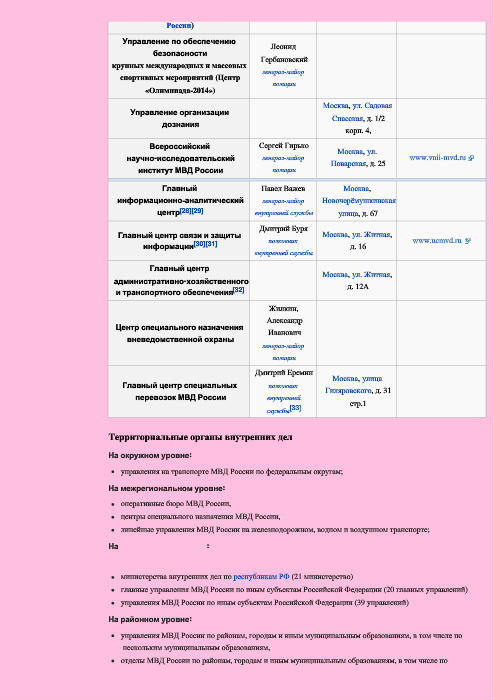 России)
Управление по обеспечению
безопасности
крупных международных и массовых
спортивных мероприятий (Центр
«Олимпиада-2014»)
Леонид
Гербановский
генерал-майор
полиции
Управление организации
дознания
Москва, ул. Садовая
Спасская, д. 1/2
корп. 4,
Всероссийский
научно-исследовательский
институт МВД России
Сергей Гирько
генерал-майор
полиции
Москва, ул.
Поварская, д. 25
www.vnii-mvd.ru
Главный
информационно-аналитический
центр[28][29]
Павел Важев
генерал-майор
внутренней службы
Москва,
Новочерёмушкинская
улица, д. 67
Главный центр связи и защиты
информации[30][31]
Дмитрий Буря
полковник
внутренней службы
Москва, ул. Житная,
д. 16
www.ucmvd.ru
Главный центр
административно-хозяйственного
и транспортного обеспечения[32]
Москва, ул. Житная,
д. 12А
Центр специального назначения
вневедомственной охраны
Жилкин,
Александр
Иванович
генерал-майор
полиции
Главный центр специальных
перевозок МВД России
Дмитрий Еремин
полковник
внутренней
службы[33]
Москва, улица
Гиляровского, д. 31
стр.1
Территориальные органы внутренних дел
На окружном уровне:
• управления на транспорте МВД России по федеральным округам;
На межрегиональном уровне:
• оперативные бюро МВД России,
• центры специального назначения МВД России,
• линейные управления МВД России на железнодорожном, водном и воздушном транспорте;
На :
• министерства внутренних дел по республикам РФ (21 министерство)
• главные управления МВД России по иным субъектам Российской Федерации (20 главных управлений)
• управления МВД России по иным субъектам Российской Федерации (39 управлений)
На районном уровне:
• управления МВД России по районам, городам и иным муниципальным образованиям, в том числе по
нескольким муниципальным образованиям,
• отделы МВД России по районам, городам и иным муниципальным образованиям, в том числе по